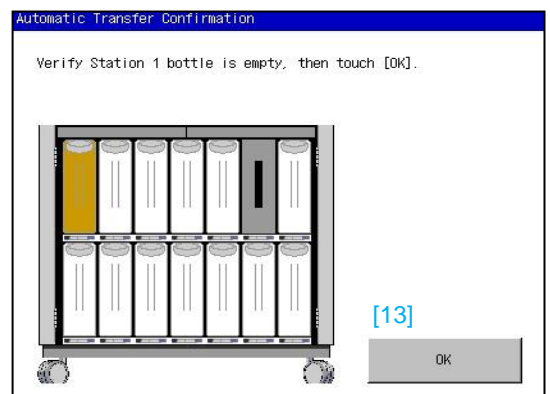 Automatic Transfer Confirmation
Verify Station 1 bottle is empty, then touch [OK].
[13]
OK